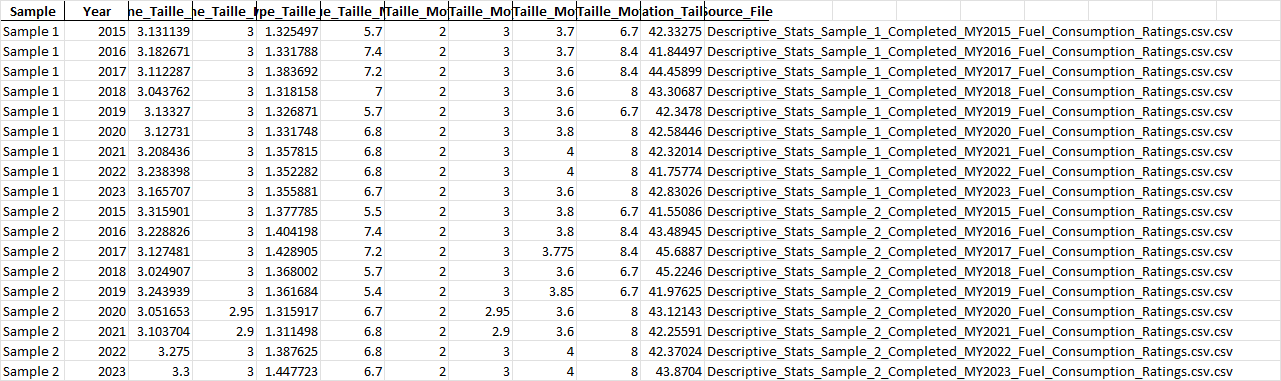 Sample Year ne_Taille_ ne_Taille_M ype_Taille_ ue_Taille_M Taille_Mo Taille_Mo Taille_Mo Taille_Mo ation_Tail Source_File
Sample 1 2015 3.131139 3 1.325497 5.7 2 3 3.7 6.7 42.33275 Descriptive_Stats_Sample_1_Completed_MY2015_Fuel_Consumption_Ratings.csv.csv
Sample 1 2016 3.182671 3 1.331788 7.4 2 3 3.7 8.4 41.84497 Descriptive_Stats_Sample_1_Completed_MY2016_Fuel_Consumption_Ratings.csv.csv
Sample 1 2017 3.112287 3 1.383692 7.2 2 3 3.6 8.4 44.45899 Descriptive_Stats_Sample_1_Completed_MY2017_Fuel_Consumption_Ratings.csv.csv
Sample 1 2018 3.043762 3 1.318158 7 2 3 3.6 8 43.30687 Descriptive_Stats_Sample_1_Completed_MY2018_Fuel_Consumption_Ratings.csv.csv
Sample 1 2019 3.13327 3 1.326871 5.7 2 3 3.6 6.7 42.3478 Descriptive_Stats_Sample_1_Completed_MY2019_Fuel_Consumption_Ratings.csv.csv
Sample 1 2020 3.12731 3 1.331748 6.8 2 3 3.8 8 42.58446 Descriptive_Stats_Sample_1_Completed_MY2020_Fuel_Consumption_Ratings.csv.csv
Sample 1 2021 3.208436 3 1.357815 6.8 2 3 4 8 42.32014 Descriptive_Stats_Sample_1_Completed_MY2021_Fuel_Consumption_Ratings.csv.csv
Sample 1 2022 3.238398 3 1.352282 6.8 2 3 4 8 41.75774 Descriptive_Stats_Sample_1_Completed_MY2022_Fuel_Consumption_Ratings.csv.csv
Sample 1 2023 3.165707 3 1.355881 6.7 2 3 3.6 8 42.83026 Descriptive_Stats_Sample_1_Completed_MY2023_Fuel_Consumption_Ratings.csv.csv
Sample 2 2015 3.315901 3 1.377785 5.5 2 3 3.8 6.7 41.55086 Descriptive_Stats_Sample_2_Completed_MY2015_Fuel_Consumption_Ratings.csv.csv
Sample 2 2016 3.228826 3 1.404198 7.4 2 3 3.8 8.4 43.48945 Descriptive_Stats_Sample_2_Completed_MY2016_Fuel_Consumption_Ratings.csv.csv
Sample 2 2017 3.127481 3 1.428905 7.2 2 3 3.775 8.4 45.6887 Descriptive_Stats_Sample_2_Completed_MY2017_Fuel_Consumption_Ratings.csv.csv
Sample 2 2018 3.024907 3 1.368002 5.7 2 3 3.6 6.7 45.2246 Descriptive_Stats_Sample_2_Completed_MY2018_Fuel_Consumption_Ratings.csv.csv
Sample 2 2019 3.243939 3 1.361684 5.4 2 3 3.85 6.7 41.97625 Descriptive_Stats_Sample_2_Completed_MY2019_Fuel_Consumption_Ratings.csv.csv
Sample 2 2020 3.051653 2.95 1.315917 6.7 2 2.95 3.6 8 43.12143 Descriptive_Stats_Sample_2_Completed_MY2020_Fuel_Consumption_Ratings.csv.csv
Sample 2 2021 3.103704 2.9 1.311498 6.8 2 2.9 3.6 8 42.25591 Descriptive_Stats_Sample_2_Completed_MY2021_Fuel_Consumption_Ratings.csv.csv
Sample 2 2022 3.275 3 1.387625 6.8 2 3 4 8 42.37024 Descriptive_Stats_Sample_2_Completed_MY2022_Fuel_Consumption_Ratings.csv.csv
Sample 2 2023 3.3 3 1.447723 6.7 2 3 4 8 43.8704 Descriptive_Stats_Sample_2_Completed_MY2023_Fuel_Consumption_Ratings.csv.csv